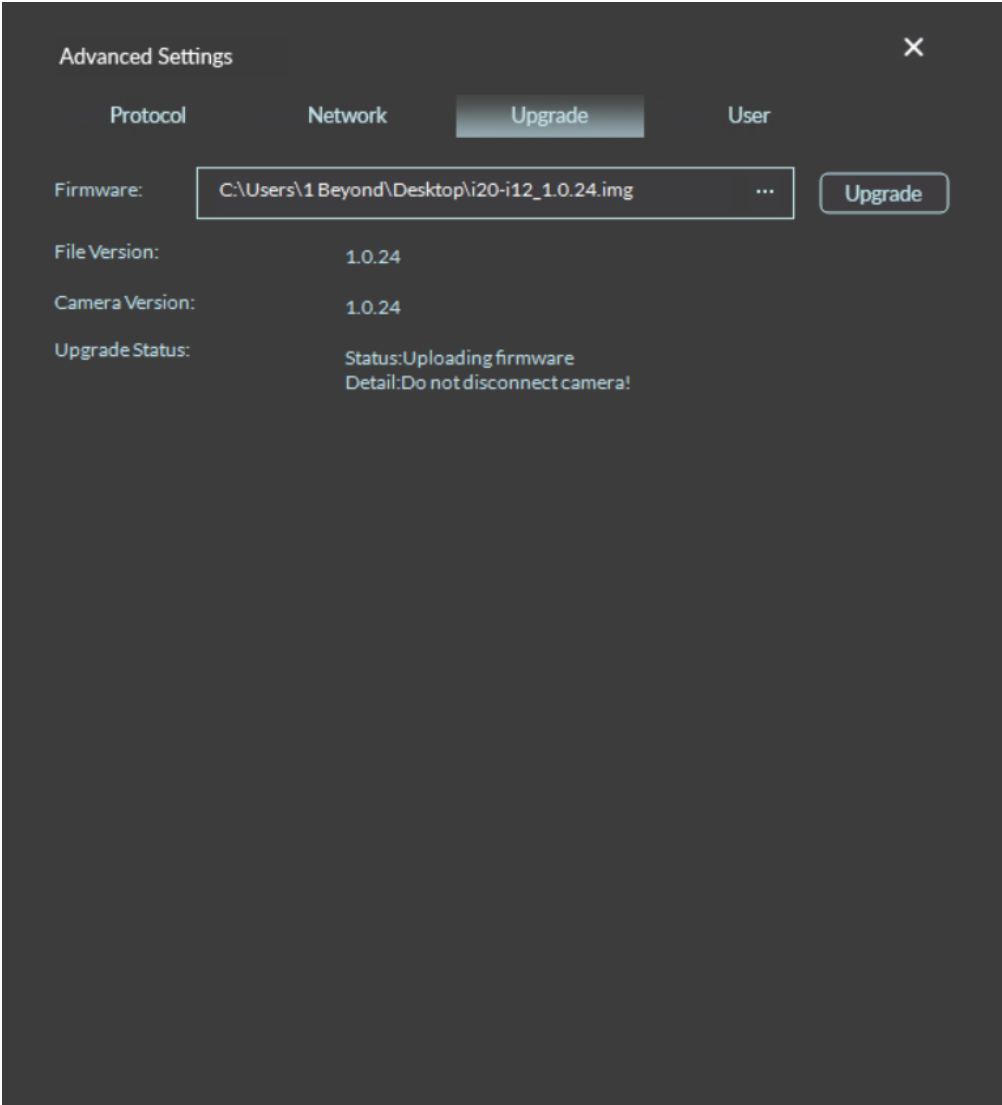 Advanced Settings ×
Protocol Network Upgrade User
Firmware: C:\Users\1 Beyond\Desktop\i20-i12_1.0.24.img ... Upgrade
File Version: 1.0.24
Camera Version: 1.0.24
Upgrade Status: Status:Uploading firmware
Detail:Do not disconnect camera!